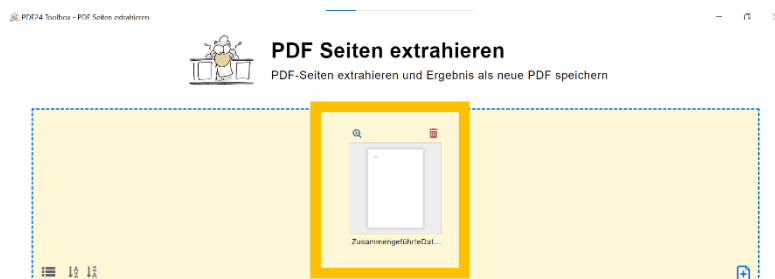 PDF24 Toolbox - PDF Seiten extrahieren
PDF Seiten extrahieren
PDF-Seiten extrahieren und Ergebnis als neue PDF speichern
ZusammengeführteDat...